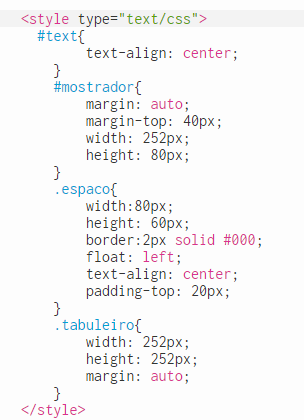 <style type="text/css">
#text{
text-align: center;
}
#mostrador{
margin: auto;
margin-top: 40px;
width: 252px;
height: 80px;
}
.espaco{
width:80px;
height: 60px;
border:2px solid #000;
float: left;
text-align: center;
padding-top: 20px;
}
.tabuleiro{
width: 252px;
height: 252px;
margin: auto;
}
</style>